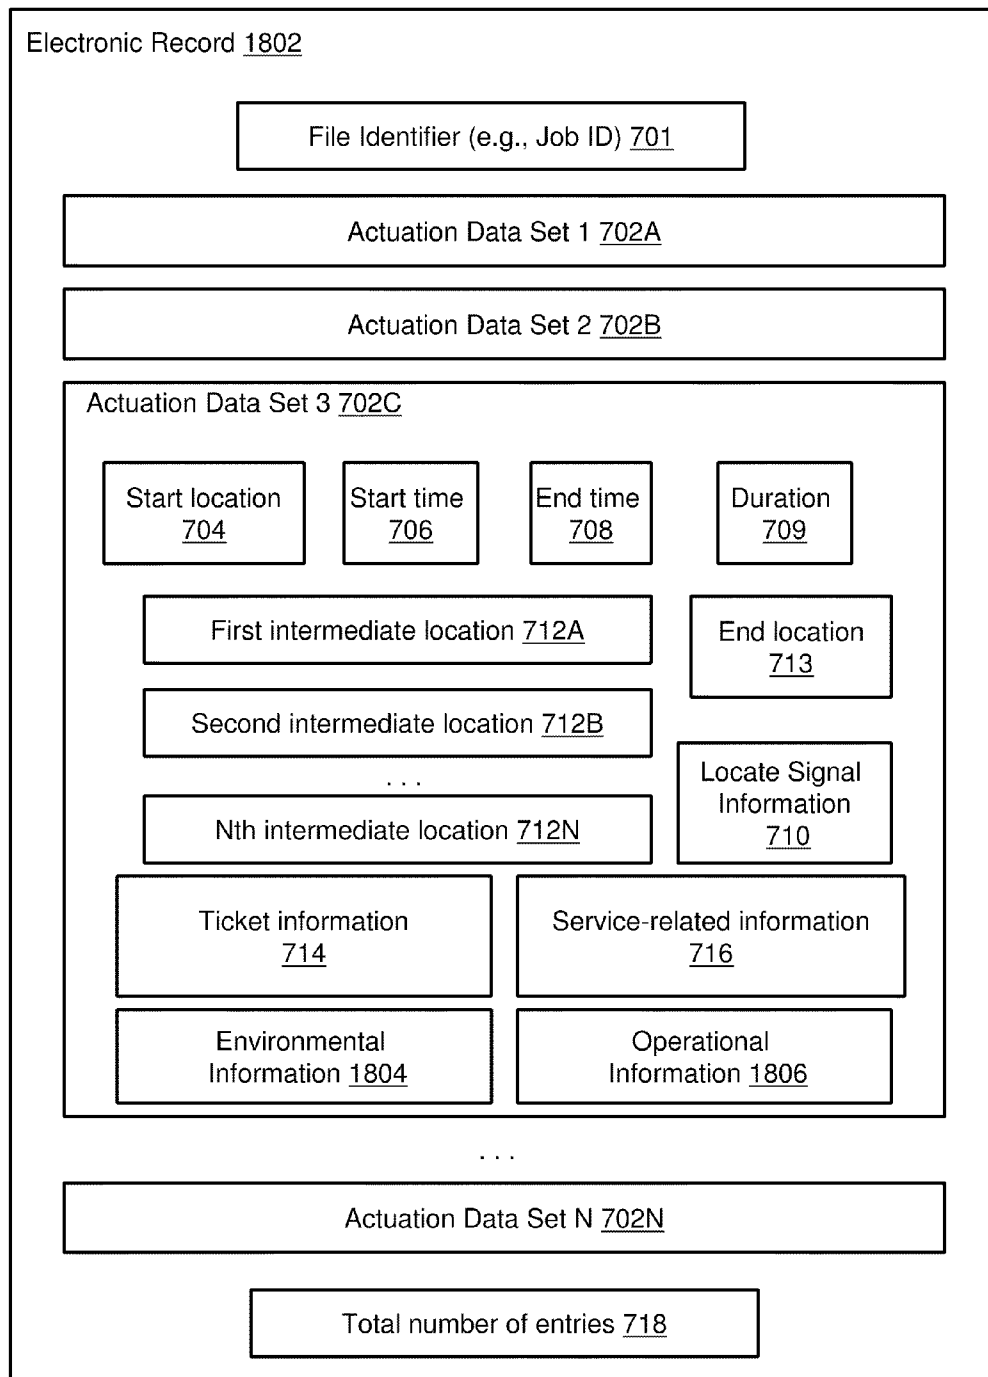 Electronic Record 1802
File Identifier (e.g., Job ID) 701
Actuation Data Set 1 702A
Actuation Data Set 2 702B
Actuation Data Set 3 702C
Start location
704
Start time
706
End time
708
Duration
709
First intermediate location 712A
End location
713
Second intermediate location 712B
. . .
Locate Signal
Information
710
Nth intermediate location 712N
Ticket information
714
Service-related information
716
Environmental
Information 1804
Operational
Information 1806
. . .
Actuation Data Set N 702N
Total number of entries 718